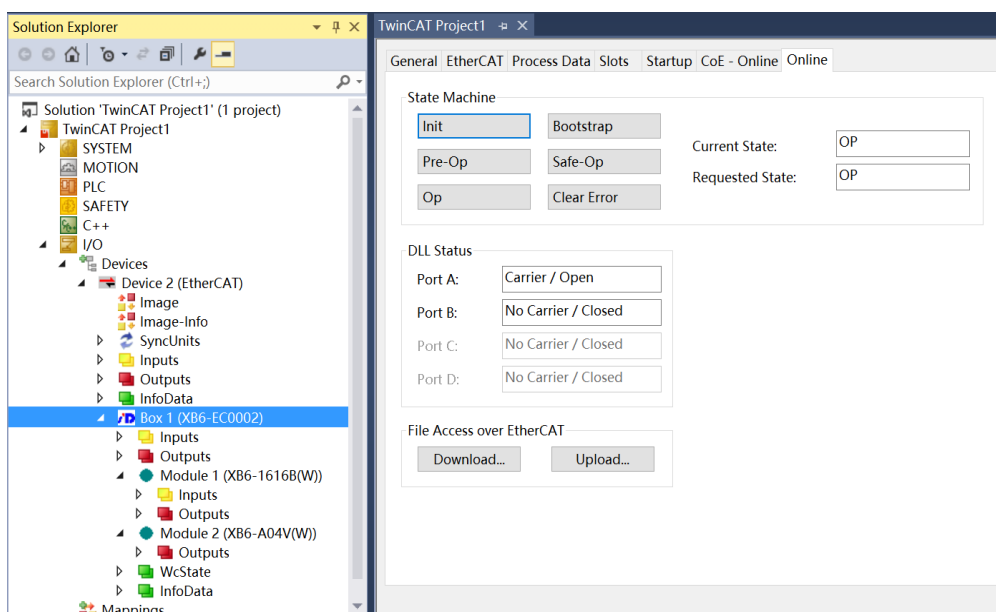 Solution Explorer
Search Solution Explorer (Ctrl+;)
Solution 'TwinCAT Project1' (1 project)
TwinCAT Project1
SYSTEM
MOTION
PLC
SAFETY
C++
I/O
Devices
Device 2 (EtherCAT)
Image
Image-Info
SyncUnits
Inputs
Outputs
InfoData
Box 1 (XB6-EC0002)
Inputs
Outputs
Module 1 (XB6-1616B(W))
Inputs
Outputs
Module 2 (XB6-A04V(W))
Outputs
WcState
InfoData
Mappings
TwinCAT Project1
General EtherCAT Process Data Slots Startup CoE - Online Online
State Machine
Init Bootstrap
Pre-Op Safe-Op
Op Clear Error
Current State: OP
Requested State: OP
DLL Status
Port A: Carrier / Open
Port B: No Carrier / Closed
Port C: No Carrier / Closed
Port D: No Carrier / Closed
File Access over EtherCAT
Download... Upload...